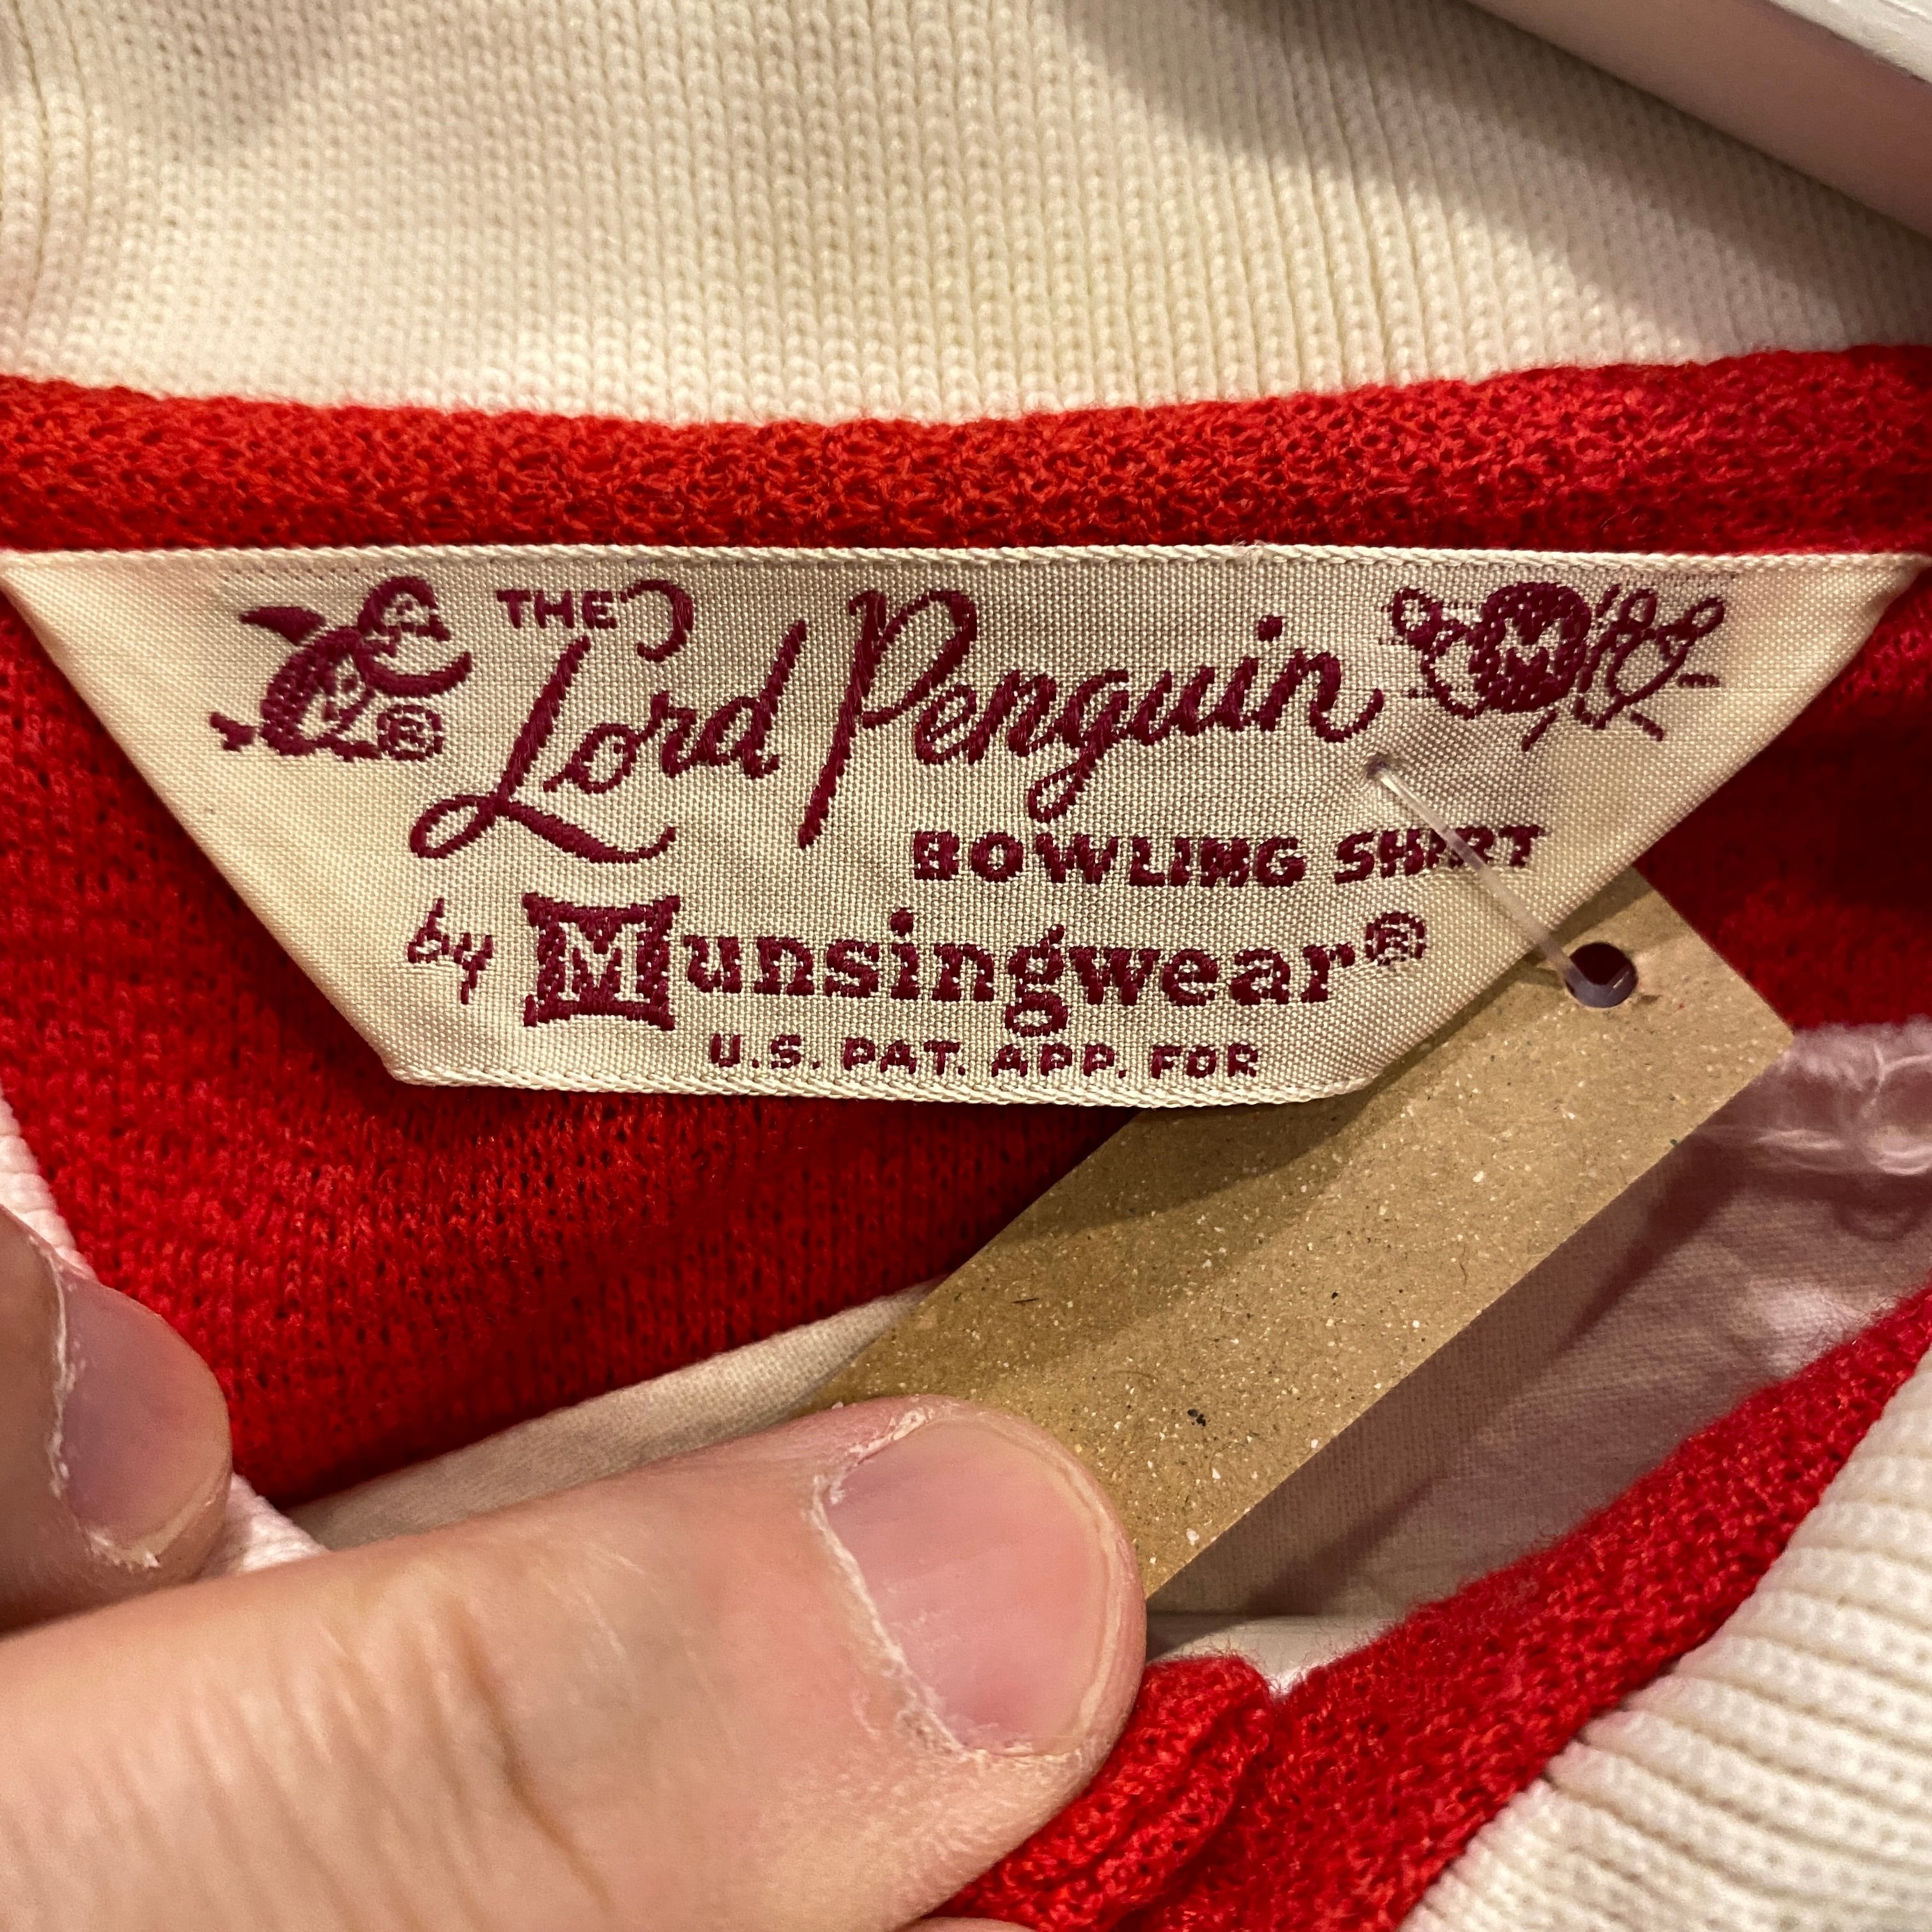 THE
Lord Penguin
BOWLING SHIRT
by Munsingwear®
U.S. PAT. APP. FOR
®
M